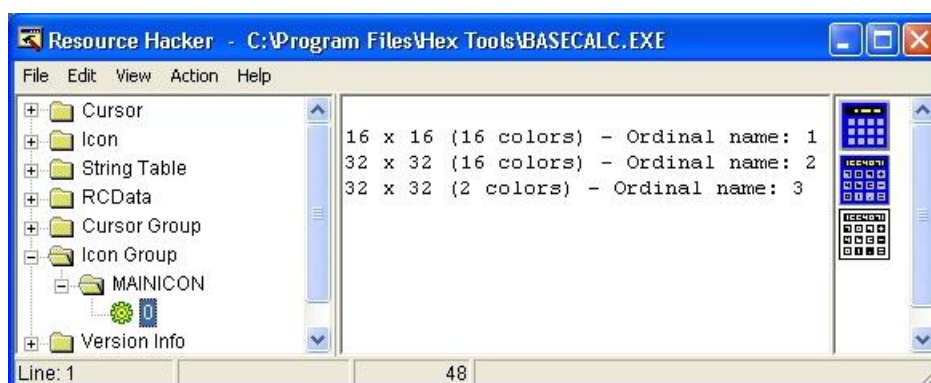 Resource Hacker - C:\Program Files\Hex Tools\BASECALC.EXE
File Edit View Action Help
Cursor
Icon
String Table
RCData
Cursor Group
Icon Group
MAINICON
0
Version Info
16 x 16 (16 colors) - Ordinal name: 1
32 x 32 (16 colors) - Ordinal name: 2
32 x 32 (2 colors) - Ordinal name: 3
Line: 1 48